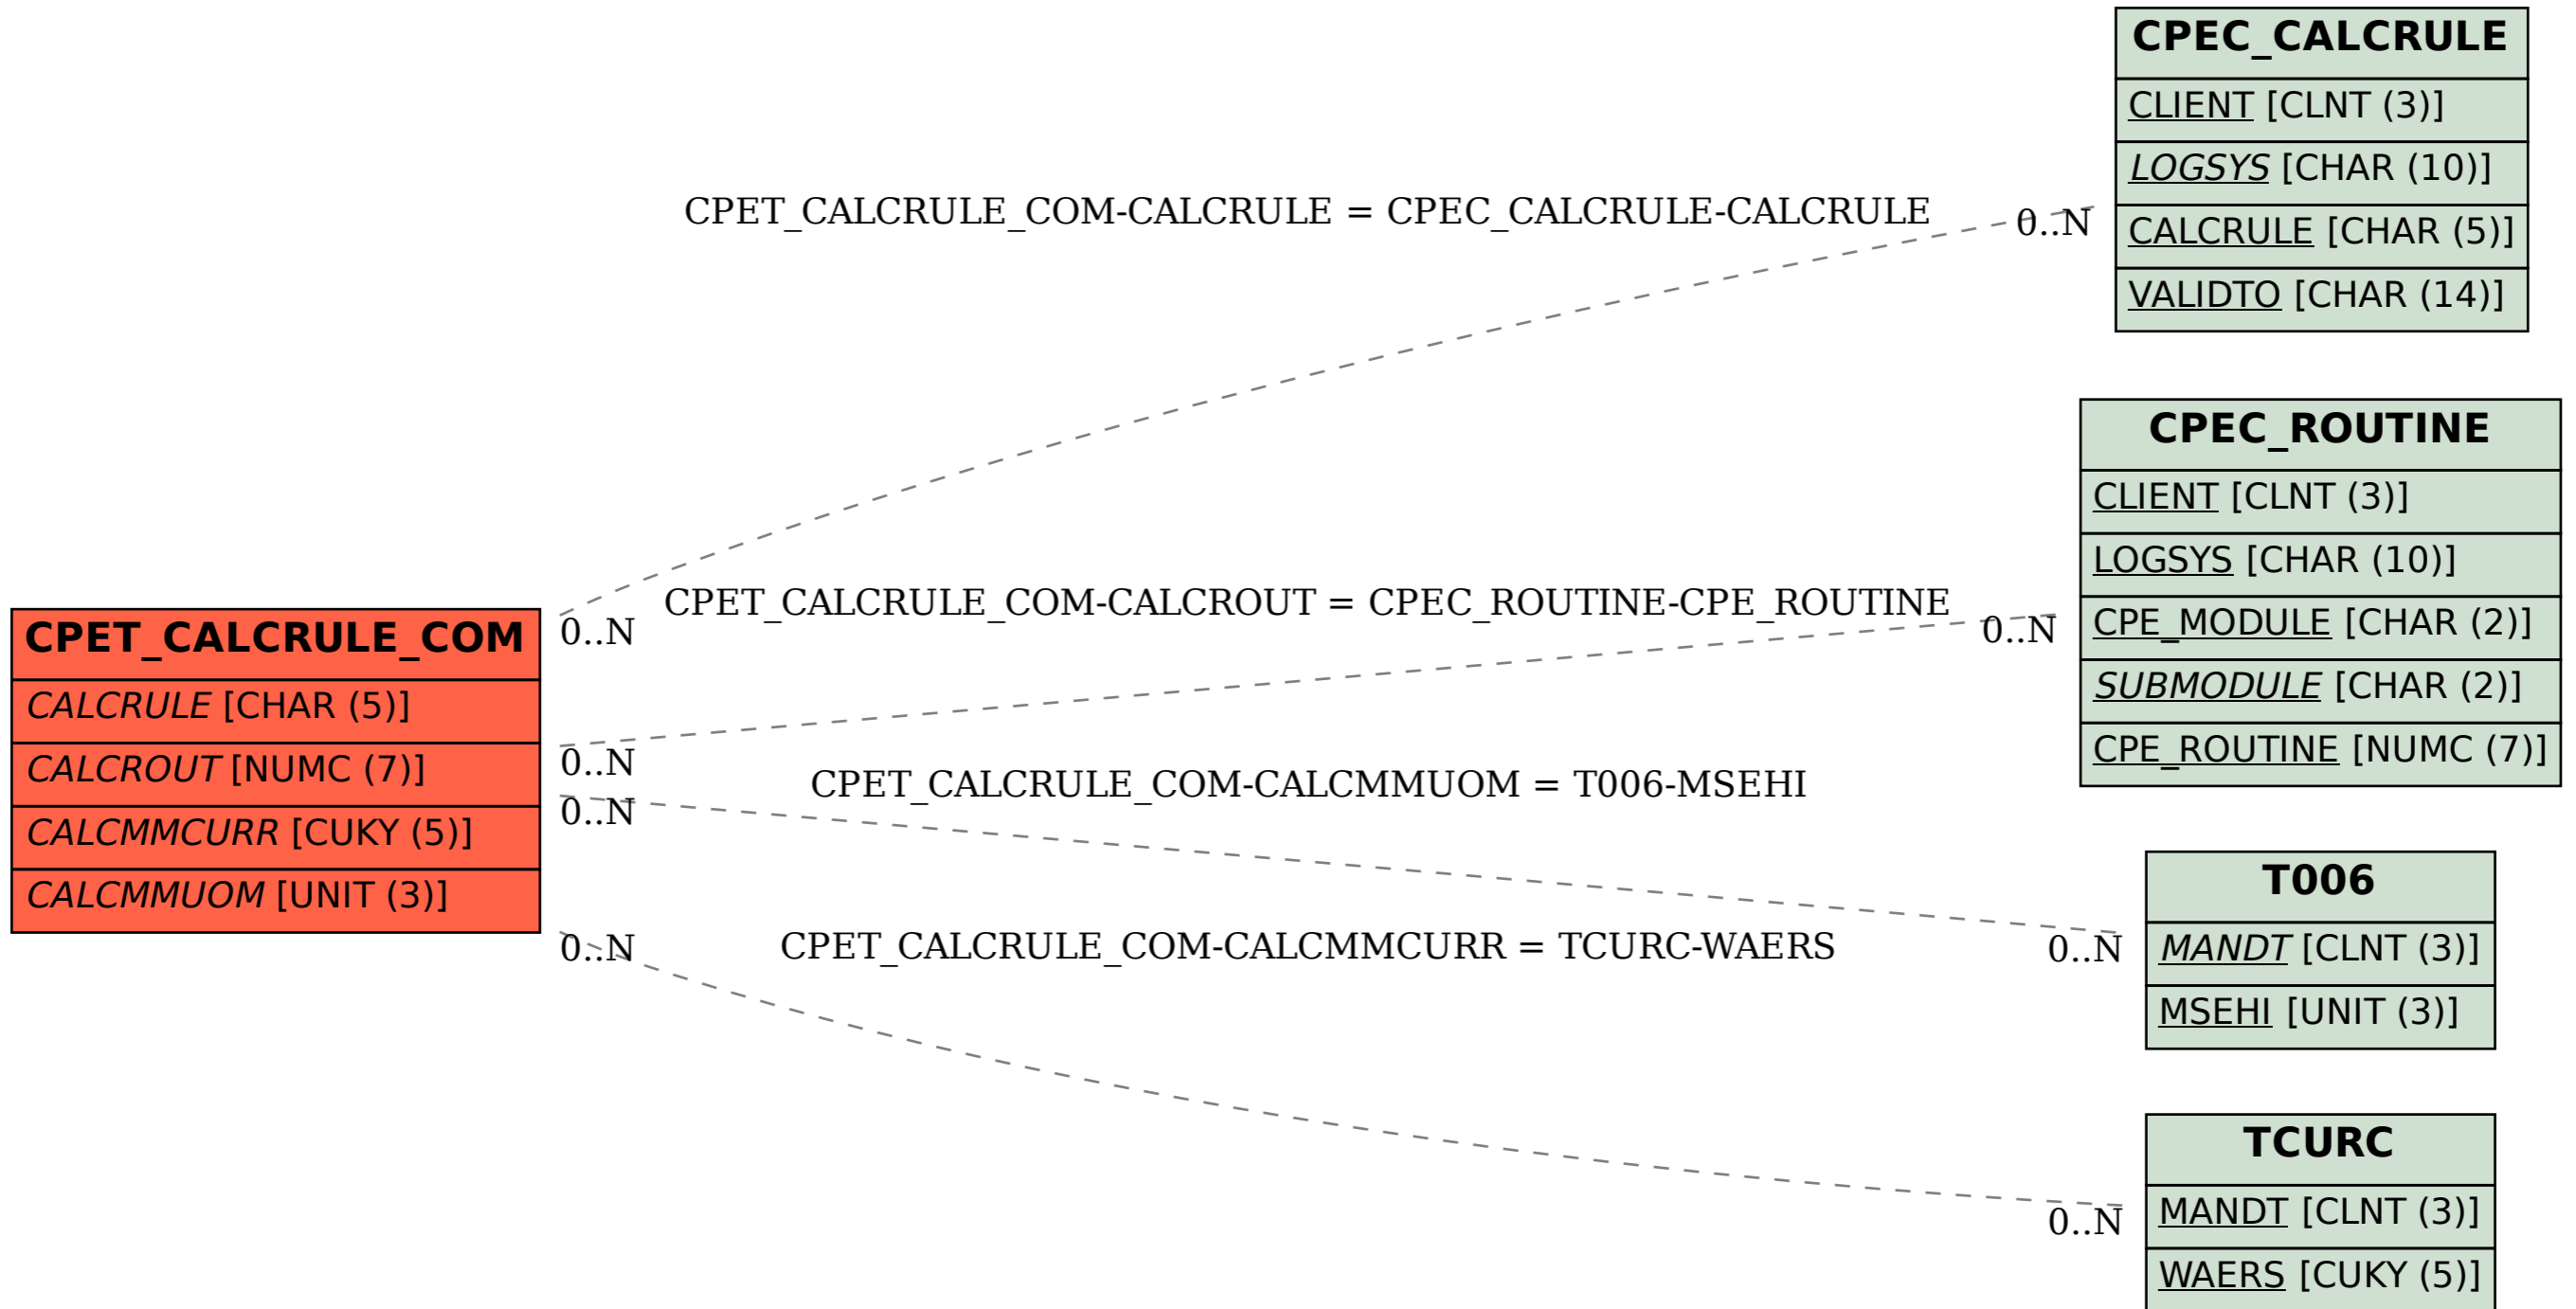 CPEC_CALCRULE
CLIENT [CLNT (3)]
LOGSYS [CHAR (10)]
CALCRULE [CHAR (5)]
VALIDTO [CHAR (14)]
CPET_CALCRULE_COM-CALCRULE = CPEC_CALCRULE-CALCRULE
0..N
0..N
CPEC_ROUTINE
CLIENT [CLNT (3)]
LOGSYS [CHAR (10)]
CPE_MODULE [CHAR (2)]
SUBMODULE [CHAR (2)]
CPE_ROUTINE [NUMC (7)]
CPET_CALCRULE_COM-CALCROUT = CPEC_ROUTINE-CPE_ROUTINE
0..N
0..N
CPET_CALCRULE_COM
CALCRULE [CHAR (5)]
CALCROUT [NUMC (7)]
CALCMMCURR [CUKY (5)]
CALCMMUOM [UNIT (3)]
CPET_CALCRULE_COM-CALCMMUOM = T006-MSEHI
0..N
0..N
T006
MANDT [CLNT (3)]
MSEHI [UNIT (3)]
CPET_CALCRULE_COM-CALCMMCURR = TCURC-WAERS
0..N
0..N
TCURC
MANDT [CLNT (3)]
WAERS [CUKY (5)]